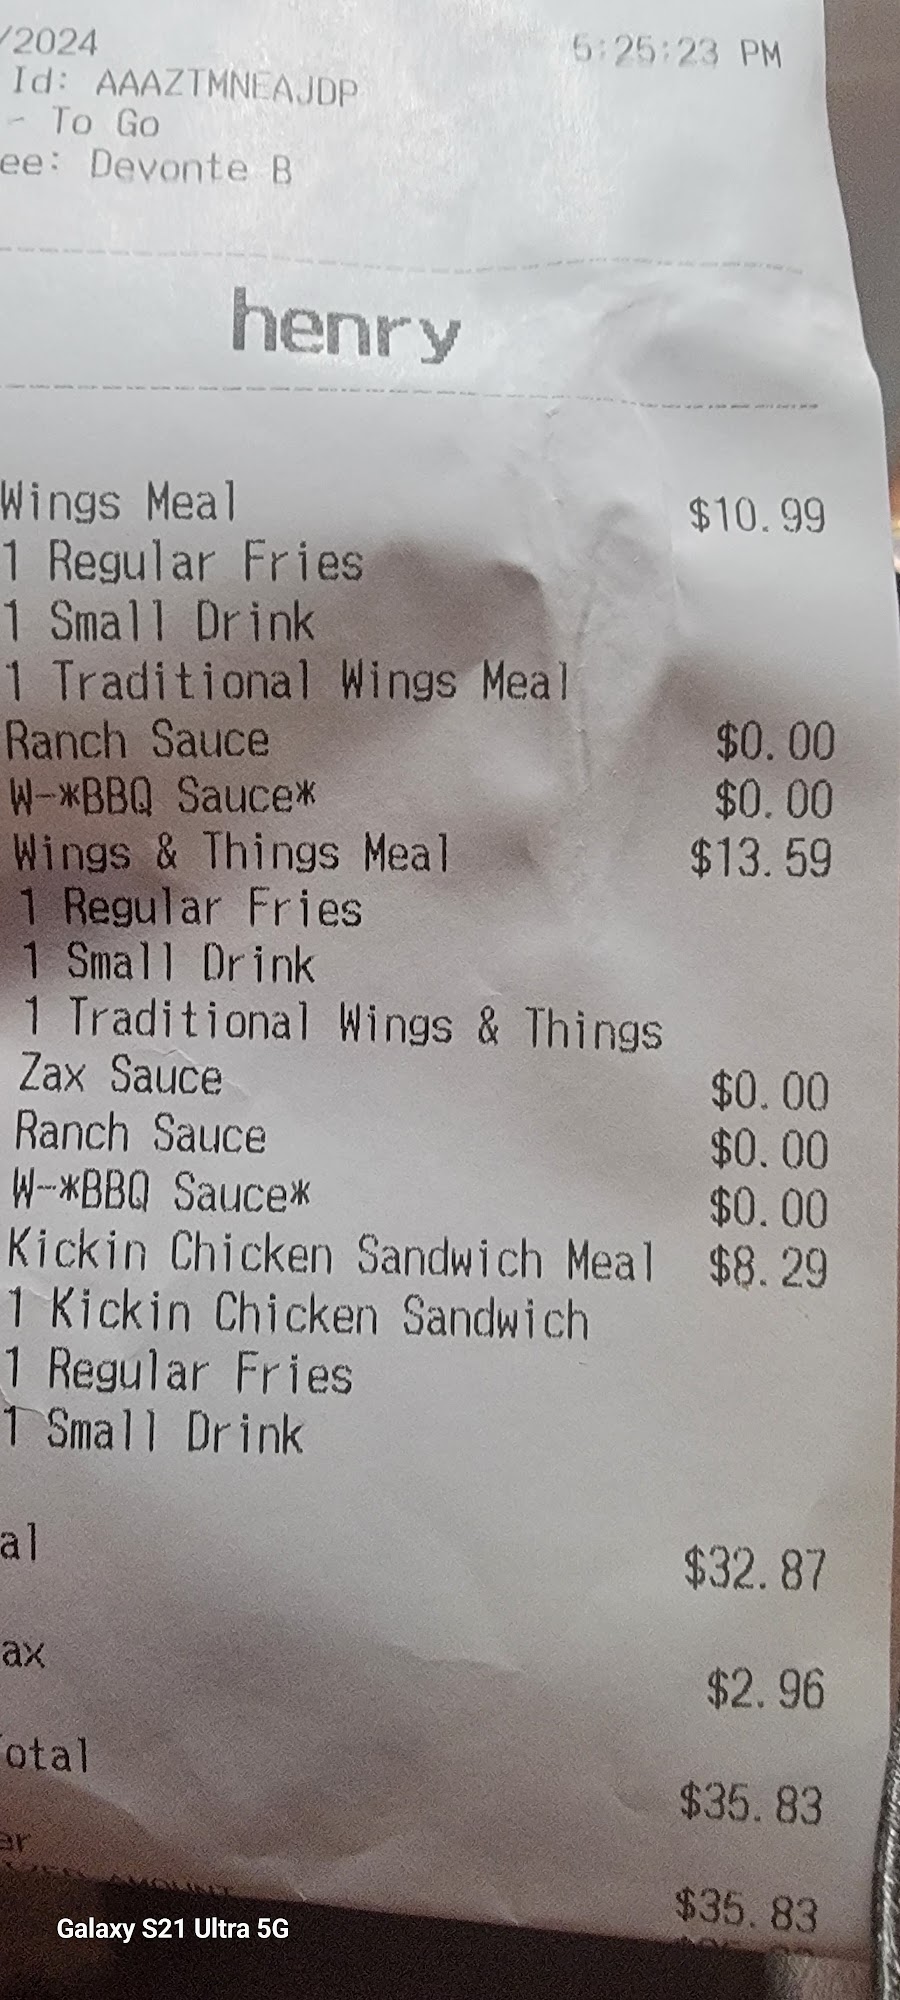 /2024 5:25:23 PM
Id: AAAZTMNEAJDP
- To Go
ee: Devonte B
henry
Wings Meal $10.99
1 Regular Fries
1 Small Drink
1 Traditional Wings Meal
Ranch Sauce $0.00
W-*BBQ Sauce* $0.00
Wings & Things Meal $13.59
1 Regular Fries
1 Small Drink
1 Traditional Wings & Things
Zax Sauce $0.00
Ranch Sauce $0.00
W-*BBQ Sauce* $0.00
Kickin Chicken Sandwich Meal $8.29
1 Kickin Chicken Sandwich
1 Regular Fries
1 Small Drink
al $32.87
ax $2.96
otal $35.83
ar $35.83
AMOUNT
Galaxy S21 Ultra 5G